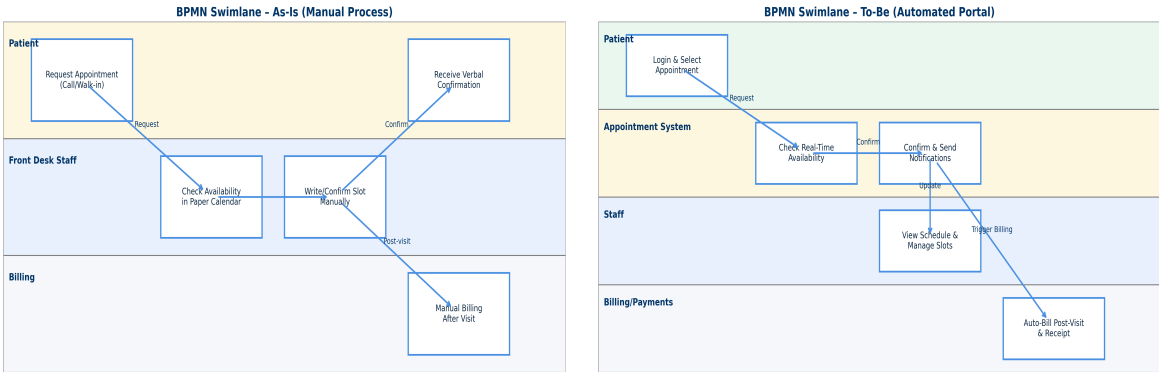 BPMN Swimlane – As-Is (Manual Process)
Patient
Request Appointment
(Call/Walk-in)
Receive Verbal
Confirmation
Request
Confirm
Front Desk Staff
Check Availability
in Paper Calendar
Write/Confirm Slot
Manually
Post-visit
Billing
Manual Billing
After Visit
BPMN Swimlane – To-Be (Automated Portal)
Patient
Login & Select
Appointment
Request
Appointment System
Check Real-Time
Availability
Confirm
Confirm & Send
Notifications
Update
Staff
View Schedule &
Manage Slots
Trigger Billing
Billing/Payments
Auto-Bill Post-Visit
& Receipt